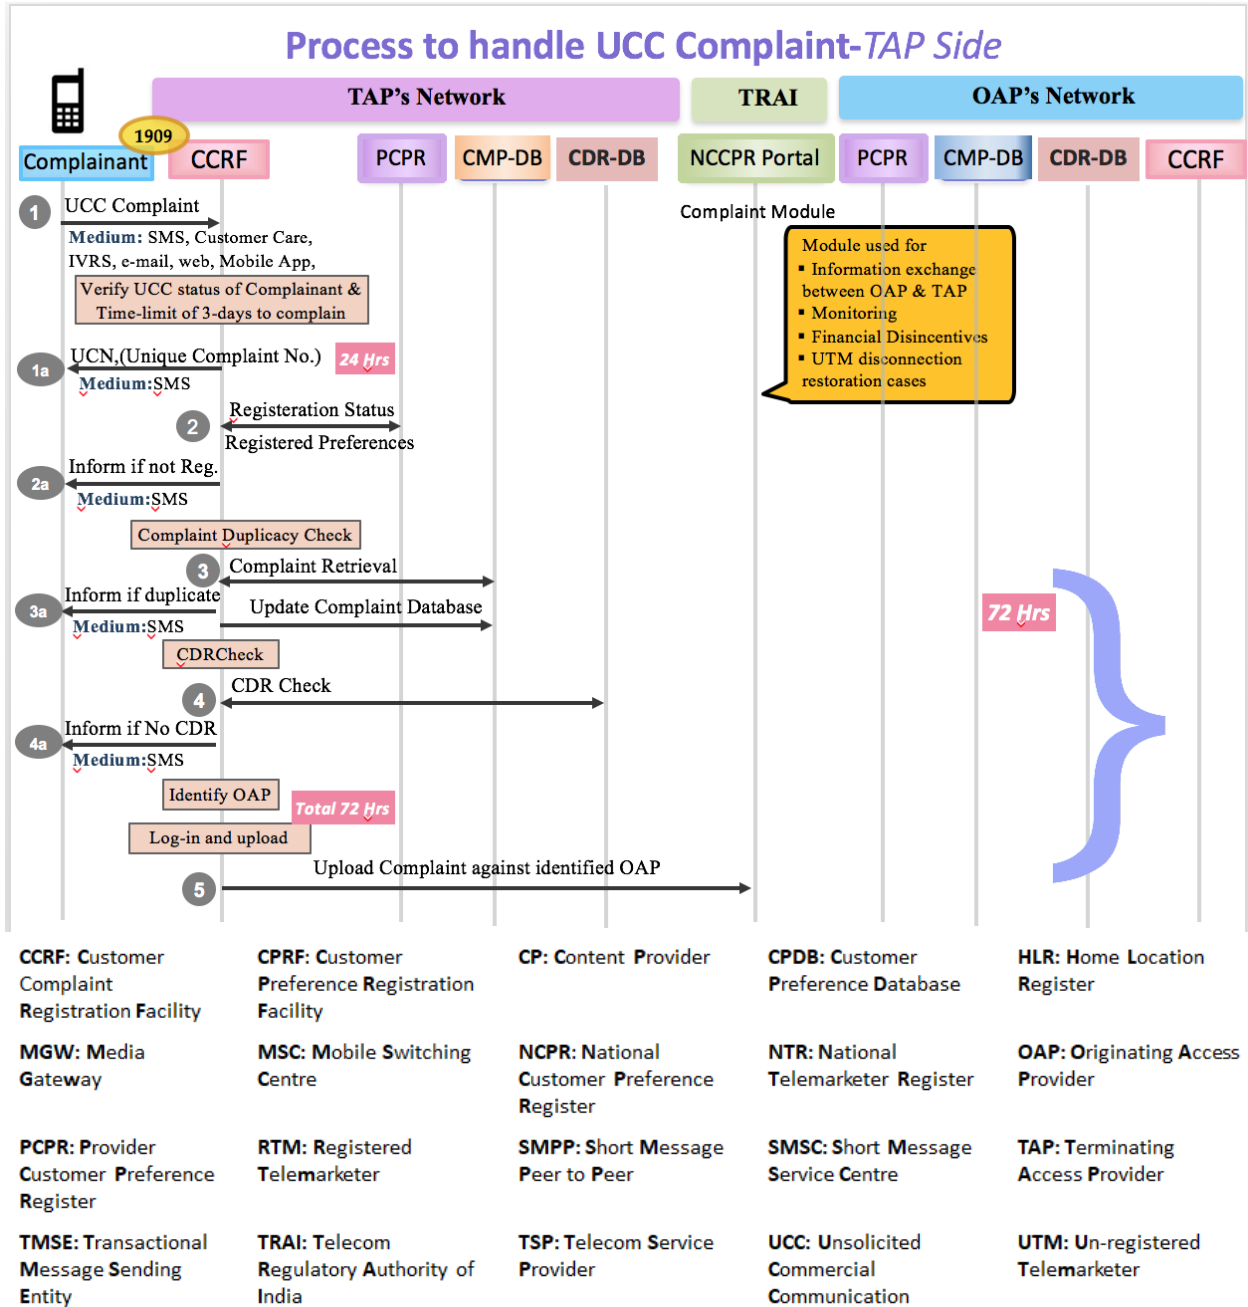 Process to handle UCC Complaint-TAP Side
TAP's Network
TRAI
OAP's Network
1909
Complainant
CCRF
PCPR
CMP-DB
CDR-DB
NCCPR Portal
PCPR
CMP-DB
CDR-DB
CCRF
1
UCC Complaint
Medium: SMS, Customer Care,
IVRS, e-mail, web, Mobile App,
Verify UCC status of Complainant &
Time-limit of 3-days to complain
Complaint Module
Module used for
▪ Information exchange
between OAP & TAP
▪ Monitoring
▪ Financial Disincentives
▪ UTM disconnection
restoration cases
1a
UCN,(Unique Complaint No.)
24 Hrs
Medium:SMS
2
Registeration Status
Registered Preferences
2a
Inform if not Reg.
Medium:SMS
Complaint Duplicacy Check
3
Complaint Retrieval
3a
Inform if duplicate
Update Complaint Database
Medium:SMS
72 Hrs
CDRCheck
4
CDR Check
4a
Inform if No CDR
Medium:SMS
Identify OAP
Total 72 Hrs
Log-in and upload
5
Upload Complaint against identified OAP
CCRF: Customer
Complaint
Registration Facility
CPRF: Customer
Preference Registration
Facility
CP: Content Provider
CPDB: Customer
Preference Database
HLR: Home Location
Register
MGW: Media
Gateway
MSC: Mobile Switching
Centre
NCPR: National
Customer Preference
Register
NTR: National
Telemarketer Register
OAP: Originating Access
Provider
PCPR: Provider
Customer Preference
Register
RTM: Registered
Telemarketer
SMPP: Short Message
Peer to Peer
SMSC: Short Message
Service Centre
TAP: Terminating
Access Provider
TMSE: Transactional
Message Sending
Entity
TRAI: Telecom
Regulatory Authority of
India
TSP: Telecom Service
Provider
UCC: Unsolicited
Commercial
Communication
UTM: Un-registered
Telemarketer